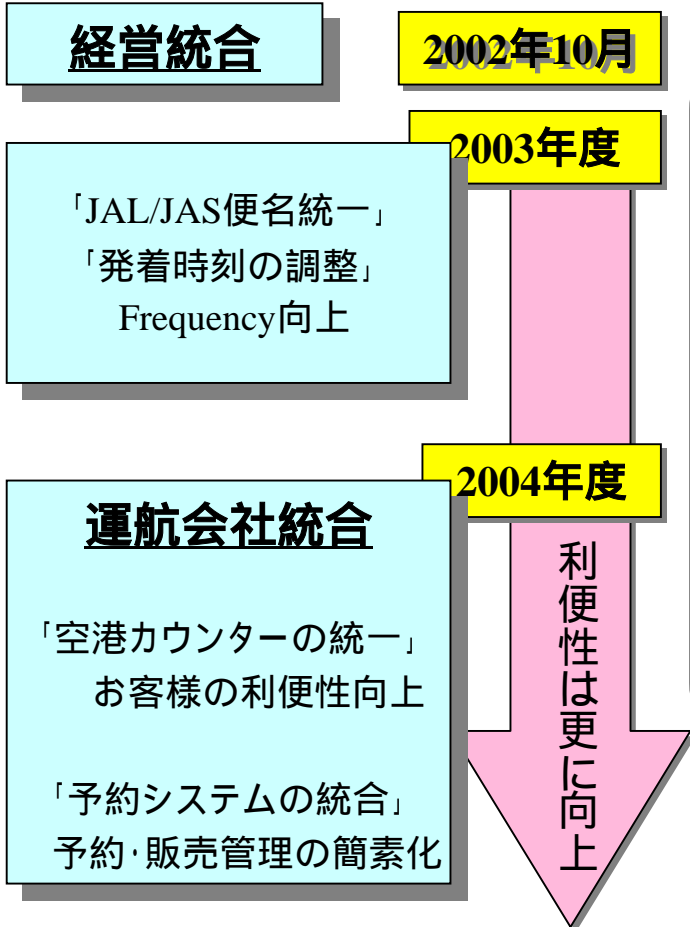 経営統合
2002年10月
2003年度
「JAL/JAS便名統一」
「発着時刻の調整」
Frequency向上
2004年度
運航会社統合
「空港カウンターの統一」
お客様の利便性向上
「予約システムの統合」
予約・販売管理の簡素化
利便性は更に向上